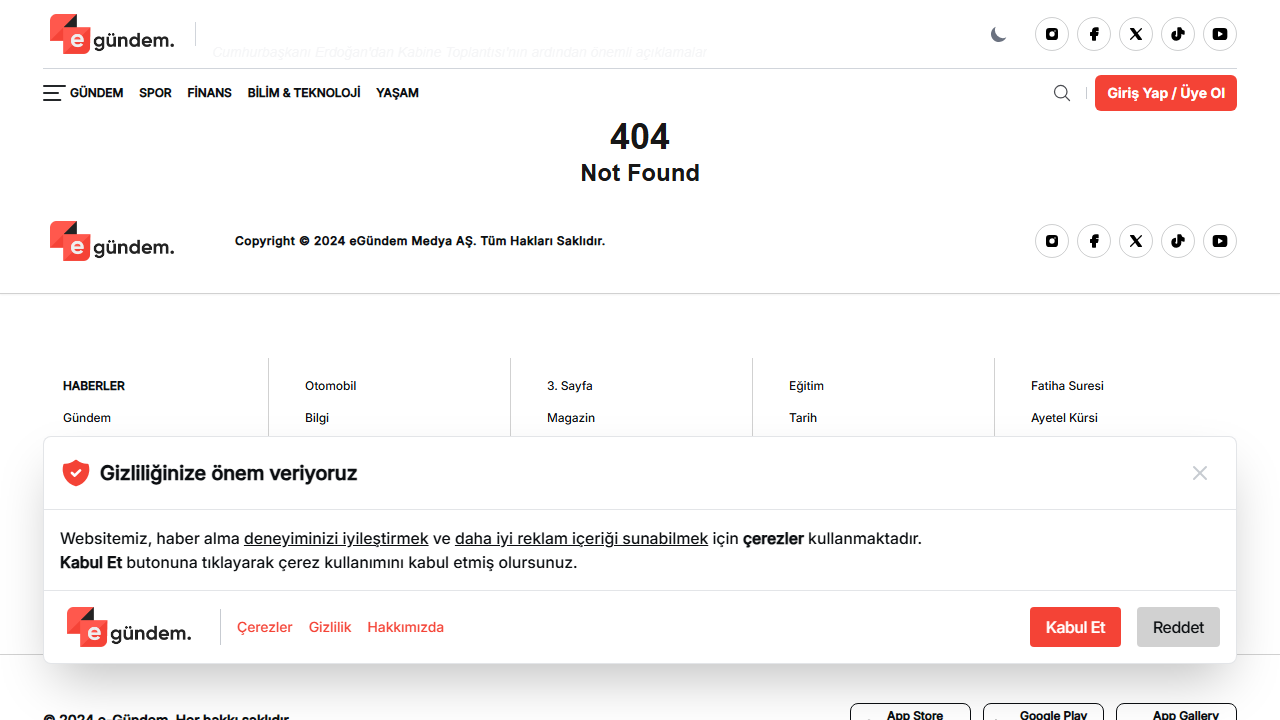 e gündem.
Cumhurbaşkanı Erdoğan'dan Kabine Toplantısı'nın ardından önemli açıklamalar
GÜNDEM SPOR FİNANS BİLİM & TEKNOLOJİ YAŞAM
Giriş Yap / Üye Ol
404
Not Found
e gündem.
Copyright © 2024 eGündem Medya AŞ. Tüm Hakları Saklıdır.
HABERLER Otomobil 3. Sayfa Eğitim Fatiha Suresi
Gündem Bilgi Magazin Tarih Ayetel Kürsi
Gizliliğinize önem veriyoruz
Websitemiz, haber alma deneyiminizi iyileştirmek ve daha iyi reklam içeriği sunabilmek için çerezler kullanmaktadır.
Kabul Et butonuna tıklayarak çerez kullanımını kabul etmiş olursunuz.
e gündem. Çerezler Gizlilik Hakkımızda Kabul Et Reddet
© 2024 e-Gündem. Her hakkı saklıdır. App Store Google Play App Gallery